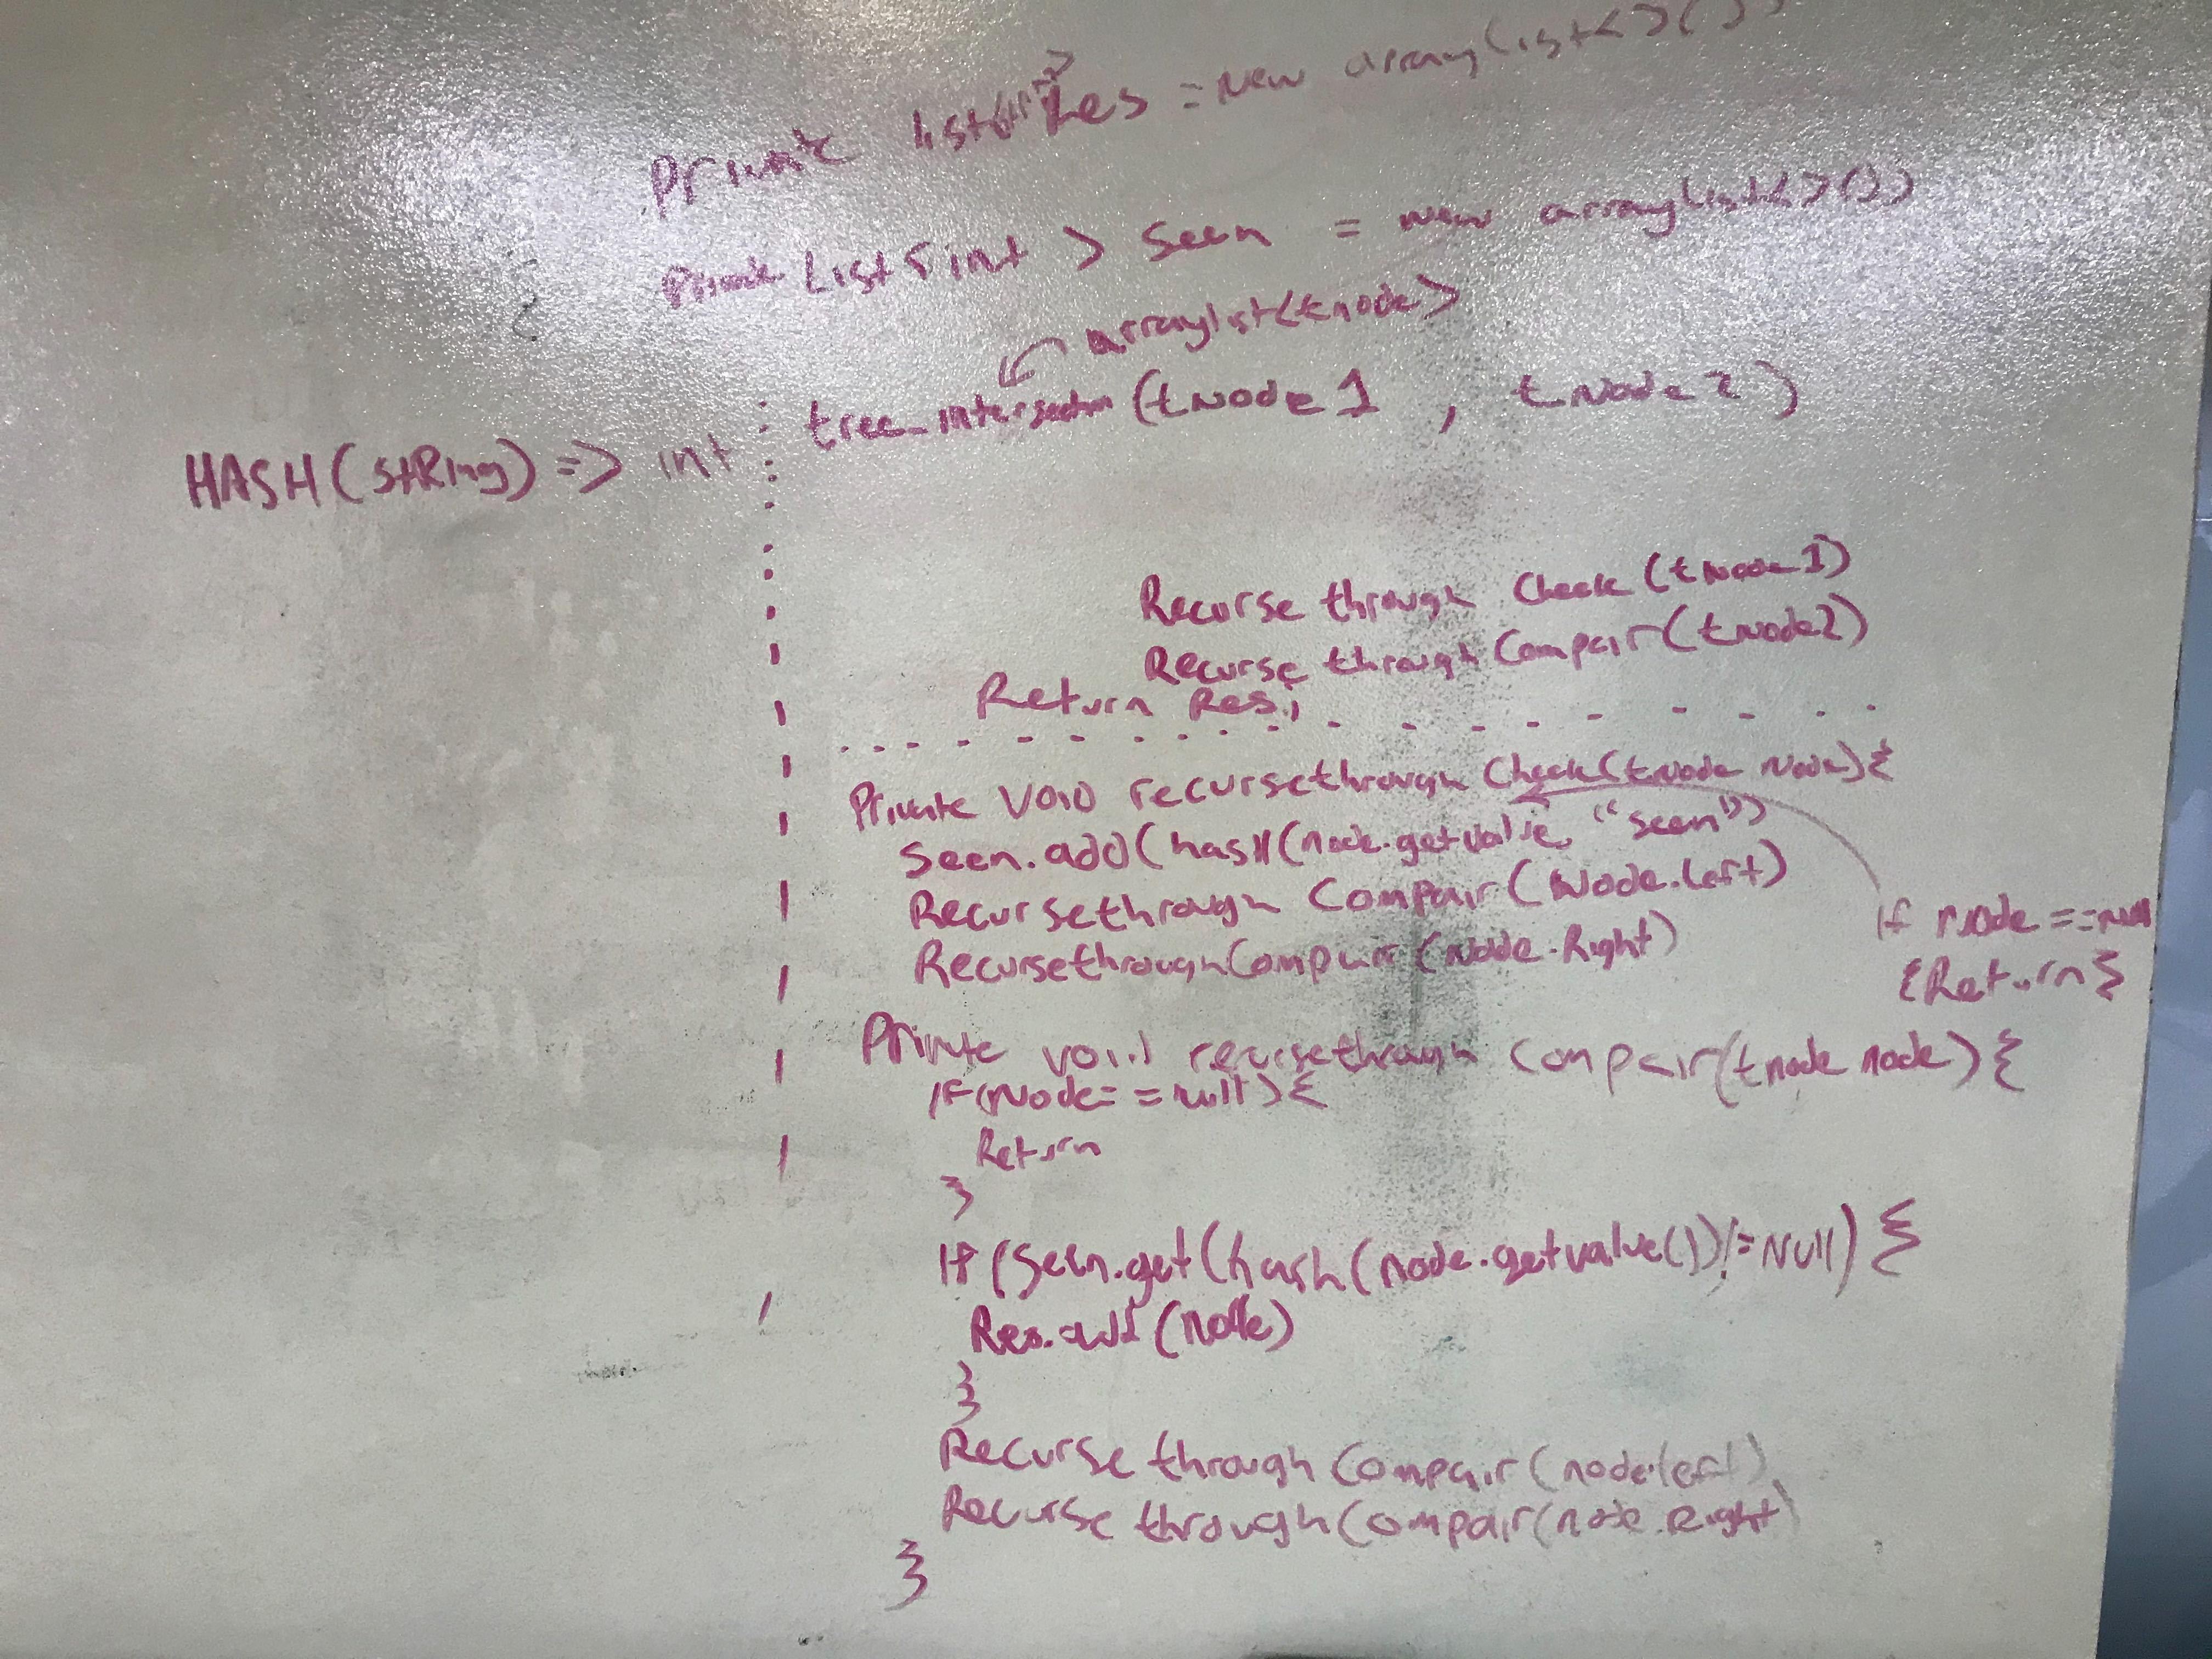 Private list< > Res = New arraylist<>()
Private List<int> Seen = new arraylist<>()
arraylist<tnode>
HASH(stRing) => int
tree_intersection (tNode1 , tNode2)
Recurse through Check (tNode1)
Recurse through Compair (tNode2)
Return Res;
Private Void recursethrough Check(tNode Node){
Seen.add(hasH(node.getvalue, "seen")
Recursethrough Compair(Node.left)
RecursethroughCompair(Node.Right)
if Node ==Null
{Return}
Private void recursethrough Compair(tnode node) {
IF(Node==null){
Return
}
If (Seen.get(hash(node.getvalue())!=Null) {
Res.add (node)
}
Recurse through Compair(node.left)
Recurse through Compair(node.Right)
}